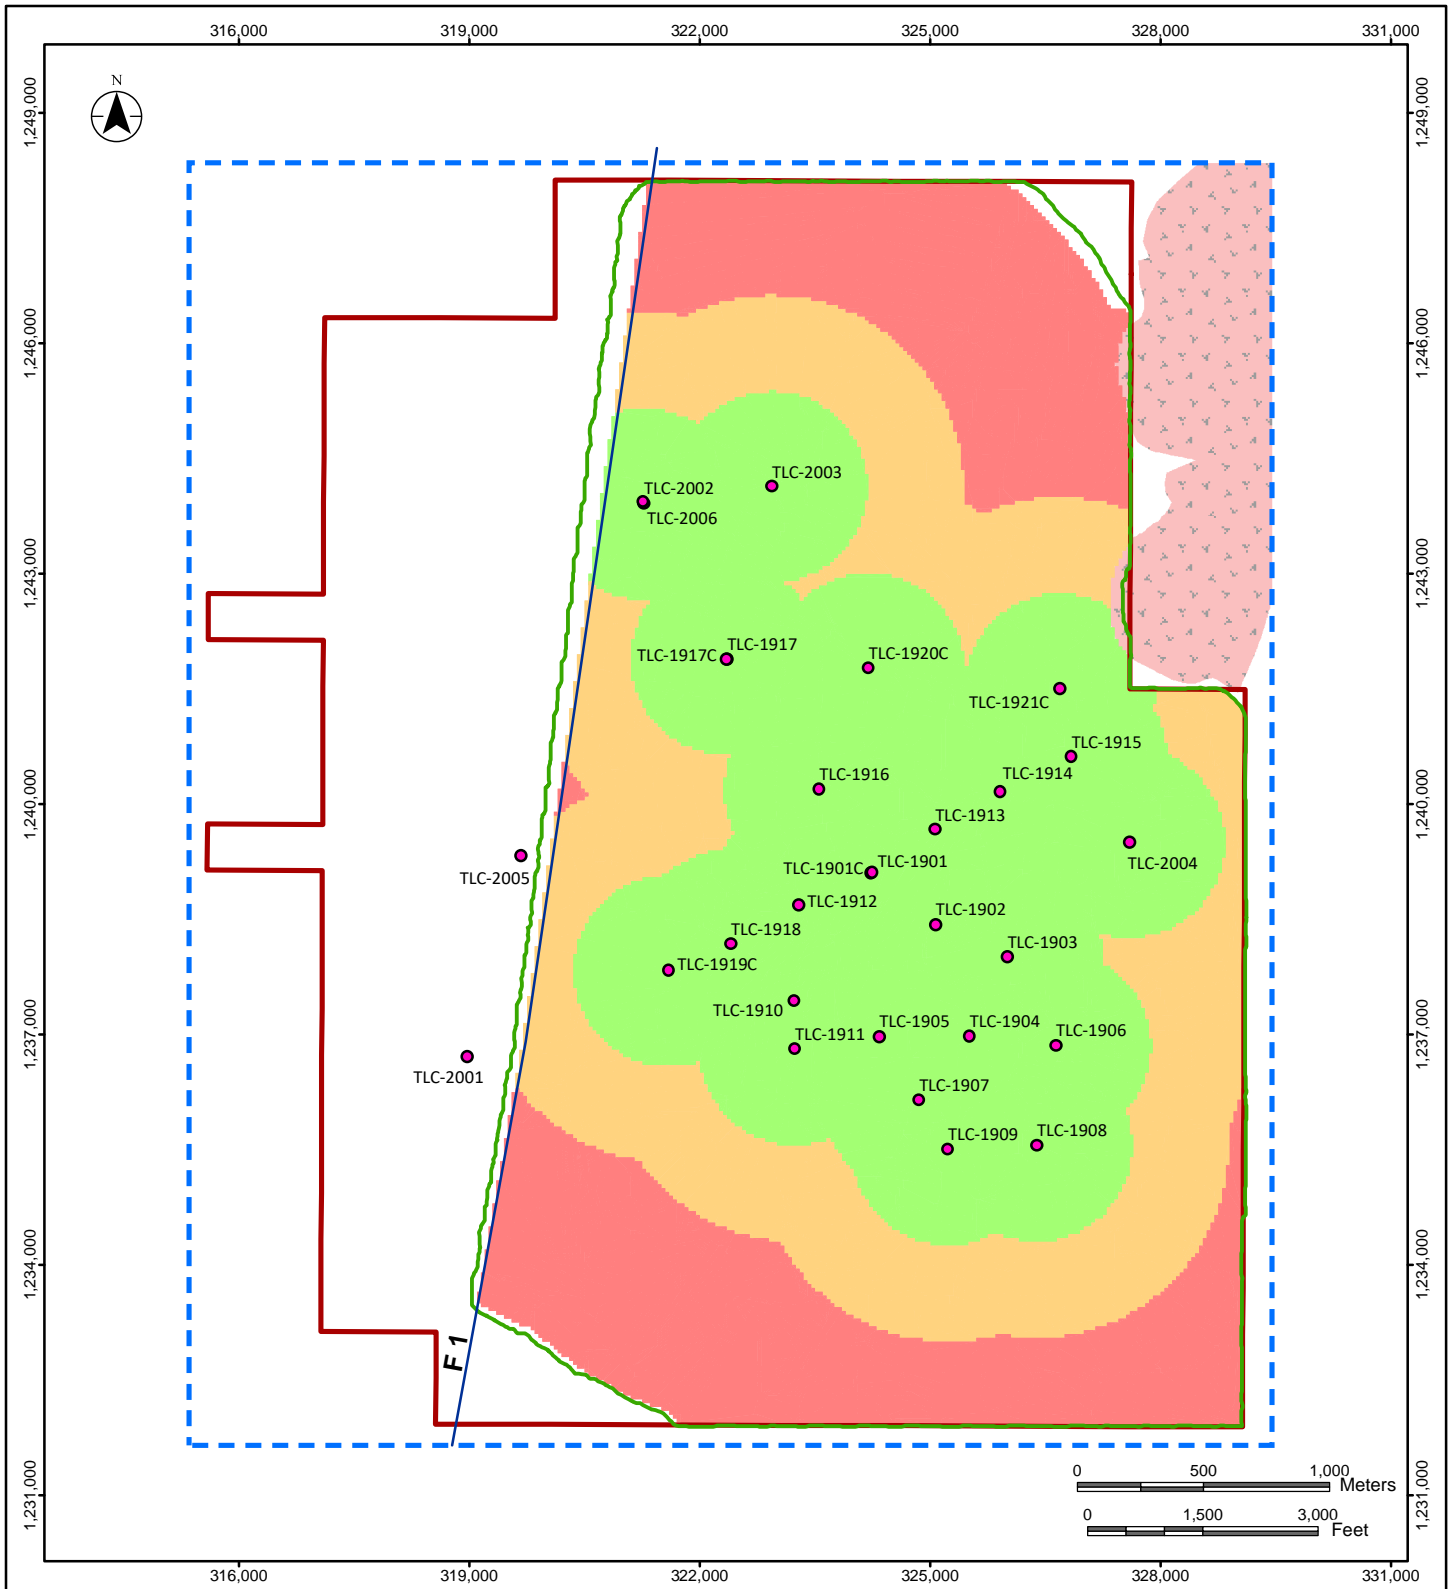 316,000 319,000 322,000 325,000 328,000 331,000
N
1,249,000 1,249,000
1,246,000 1,246,000
TLC-2003
TLC-2002
TLC-2006
1,243,000 1,243,000
TLC-1917C TLC-1917
TLC-1920C
TLC-1921C
TLC-1915
TLC-1914
TLC-1916
1,240,000 1,240,000
TLC-1913
TLC-2005
TLC-1901C TLC-1901
TLC-2004
TLC-1912
TLC-1902
TLC-1918
TLC-1903
TLC-1919C
TLC-1910
TLC-1911 TLC-1905 TLC-1904 TLC-1906
1,237,000 1,237,000
TLC-2001
TLC-1907
TLC-1909 TLC-1908
1,234,000 1,234,000
F 1
0 500 1,000
Meters
1,231,000 1,231,000
0 1,500 3,000
Feet
316,000 319,000 322,000 325,000 328,000 331,000